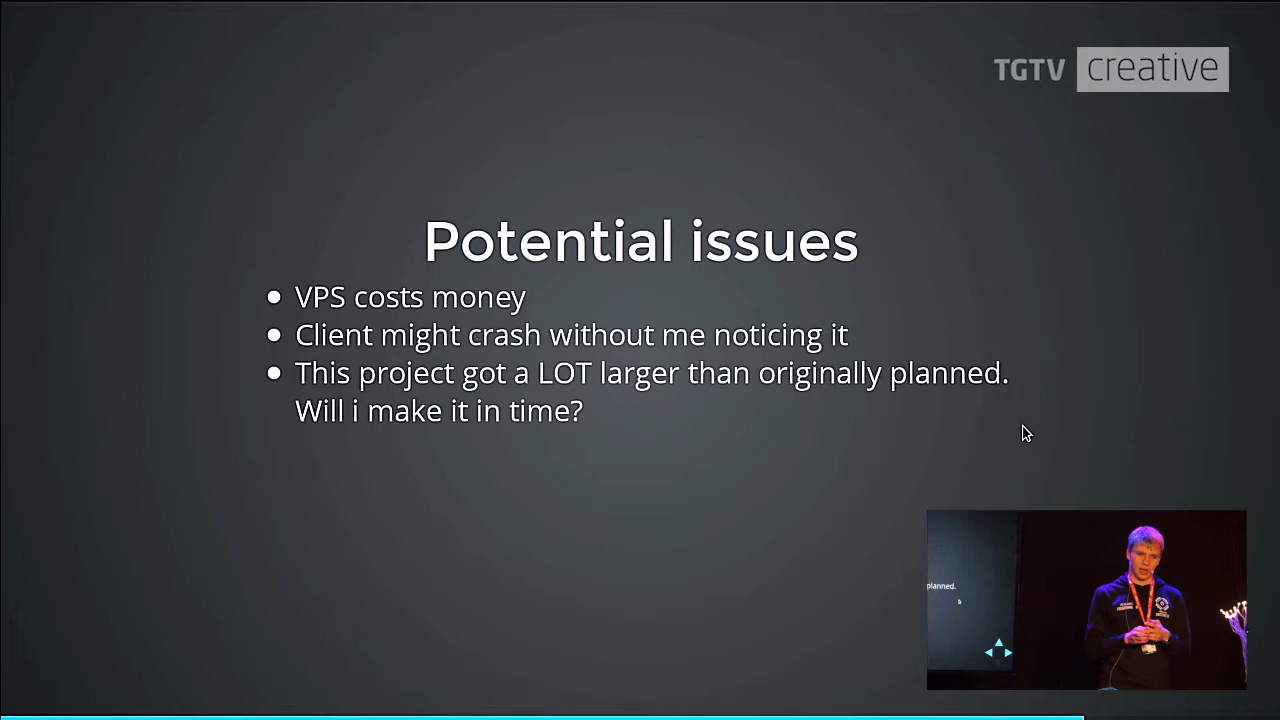 TGTV creative
Potential issues
VPS costs money
Client might crash without me noticing it
This project got a LOT larger than originally planned.
Will i make it in time?
planned.